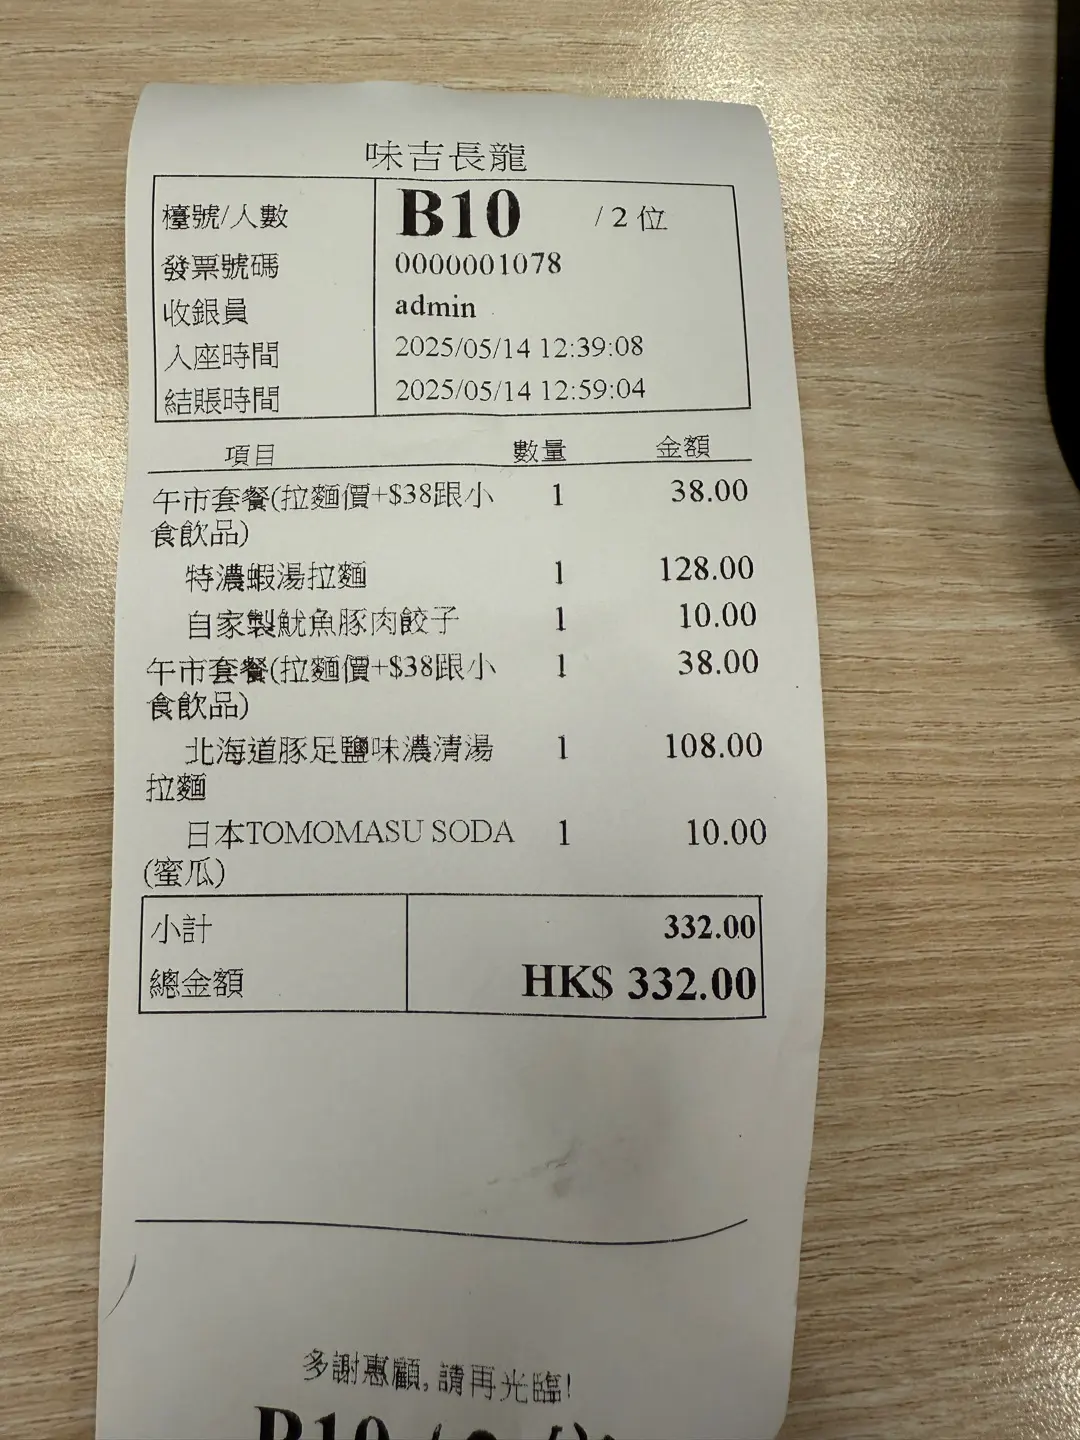 味吉長龍
檯號/人數 B10 /2 位
發票號碼 0000001078
收銀員 admin
入座時間 2025/05/14 12:39:08
結賬時間 2025/05/14 12:59:04
項目 數量 金額
午市套餐(拉麵價+$38跟小 1 38.00
食飲品)
特濃蝦湯拉麵 1 128.00
自家製魷魚豚肉餃子 1 10.00
午市套餐(拉麵價+$38跟小 1 38.00
食飲品)
北海道豚足鹽味濃清湯 1 108.00
拉麵
日本TOMOMASU SODA 1 10.00
(蜜瓜)
小計 332.00
總金額 HK$ 332.00
多謝惠顧, 請再光臨!
B10